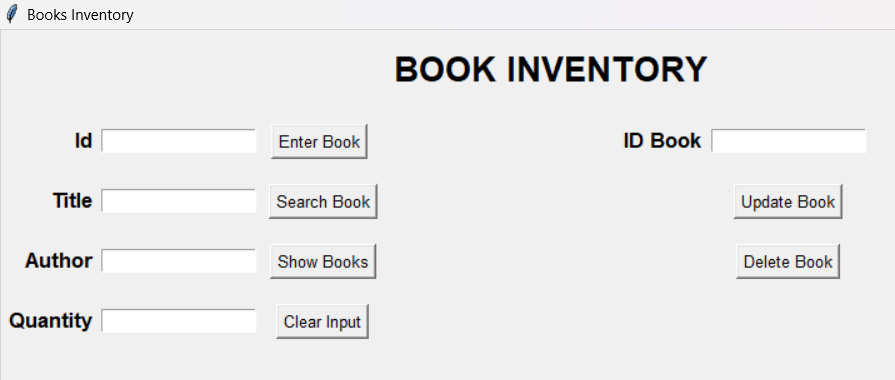 Books Inventory
BOOK INVENTORY
Id Enter Book ID Book
Title Search Book Update Book
Author Show Books Delete Book
Quantity Clear Input